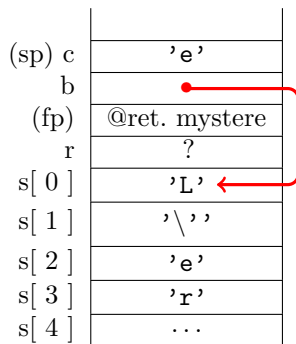 (sp) c 'e'
b
(fp) @ret. mystere
r ?
s[ 0 ] 'L'
s[ 1 ] '\''
s[ 2 ] 'e'
s[ 3 ] 'r'
s[ 4 ] ...